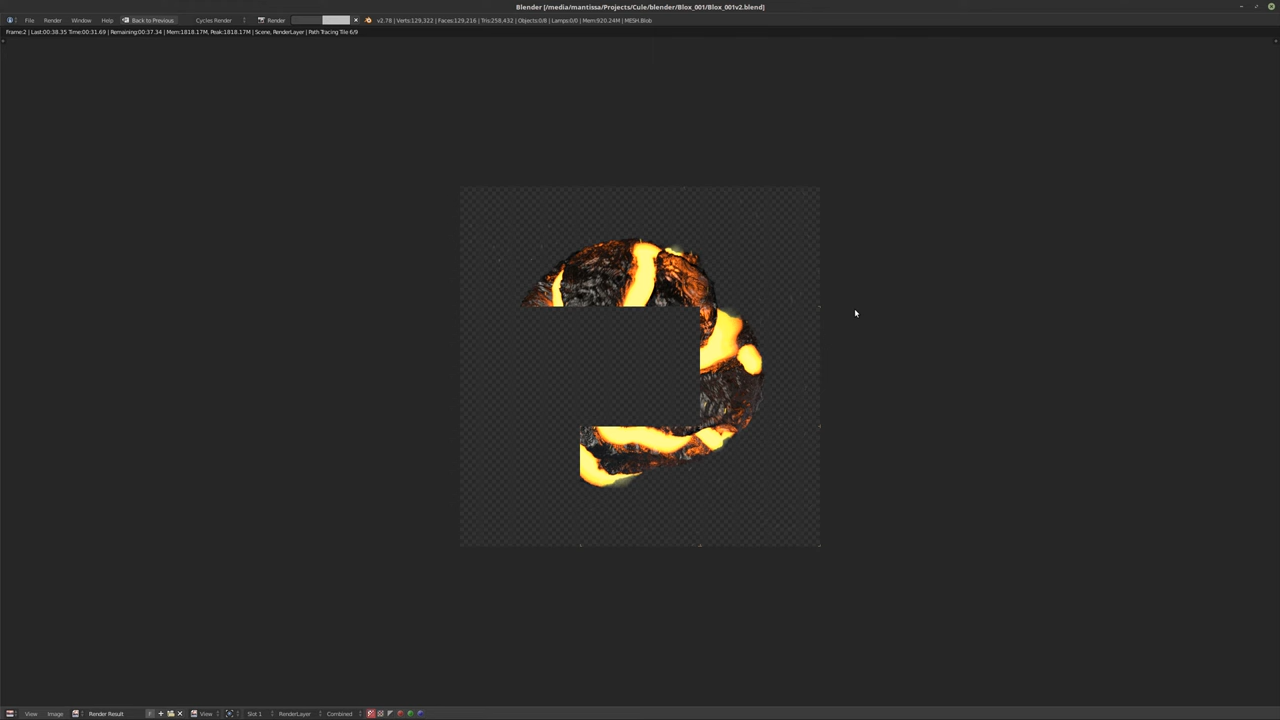 Blender [/media/mantissa/Projects/Cule/blender/Blox_001/Blox_001v2.blend]
File Render Window Help Back to Previous Cycles Render Render v2.78 | Verts:129,322 | Faces:129,216 | Tris:258,432 | Objects:0/8 | Lamps:0/0 | Mem:920.24M | MESH.Blob
Frame:2 | Last:00:38.35 Time:00:31.69 | Remaining:00:37.34 | Mem:1818.17M, Peak:1818.17M | Scene, RenderLayer | Path Tracing Tile 6/9
View Image Render Result F View Slot 1 RenderLayer Combined